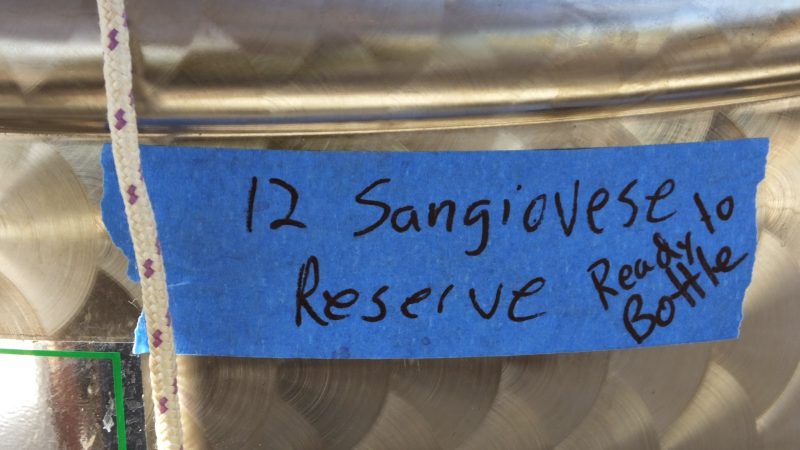 12 Sangiovese
Reserve
Ready to
Bottle